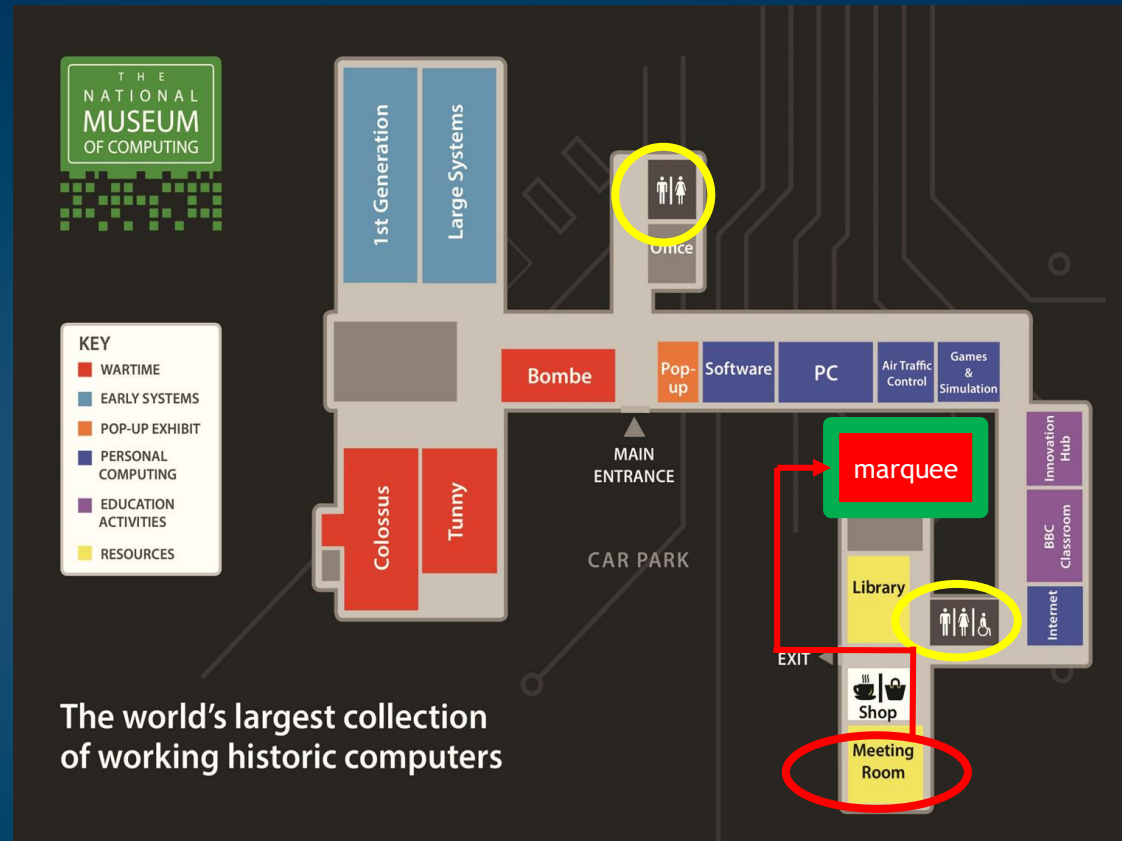 THE
NATIONAL
MUSEUM
OF COMPUTING
1st Generation
Large Systems
Office
KEY
WARTIME
EARLY SYSTEMS
POP-UP EXHIBIT
PERSONAL
COMPUTING
EDUCATION
ACTIVITIES
RESOURCES
Bombe
Pop-
up
Software
PC
Air Traffic
Control
Games
&
Simulation
MAIN
ENTRANCE
marquee
Innovation
Hub
Colossus
Tunny
CAR PARK
BBC
Classroom
Library
Internet
EXIT
Shop
Meeting
Room
The world's largest collection
of working historic computers